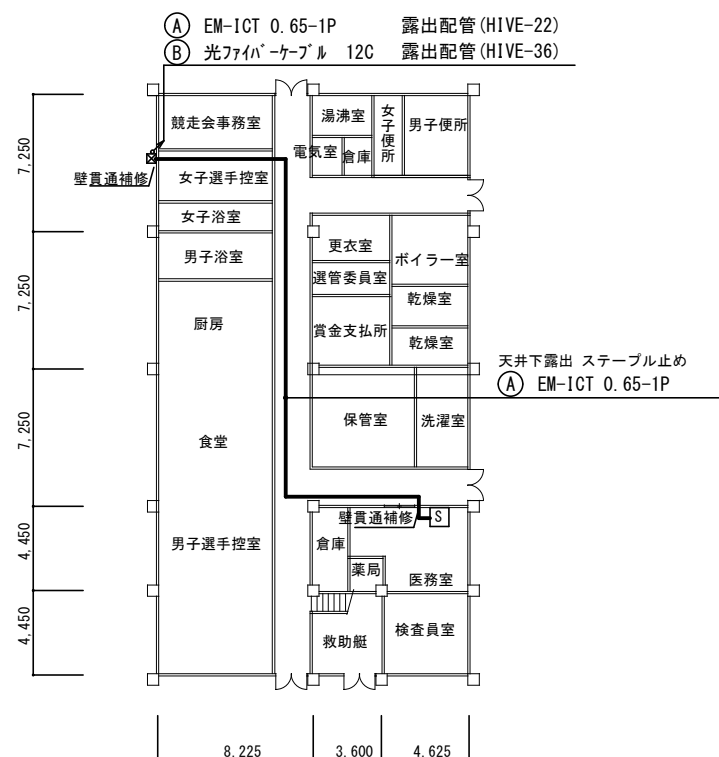 Ⓐ EM-ICT 0.65-1P 露出配管(HIVE-22)
Ⓑ 光ファイバーケーブル 12C 露出配管(HIVE-36)
競走会事務室
湯沸室
女子便所
男子便所
電気室
倉庫
7,250
壁貫通補修
女子選手控室
女子浴室
男子浴室
更衣室
ボイラー室
選管委員室
7,250
乾燥室
厨房
賞金支払所
乾燥室
天井下露出 ステープル止め
Ⓐ EM-ICT 0.65-1P
7,250
保管室
洗濯室
食堂
壁貫通補修
S
4,450
男子選手控室
倉庫
薬局
医務室
4,450
救助艇
検査員室
8,225
3,600
4,625